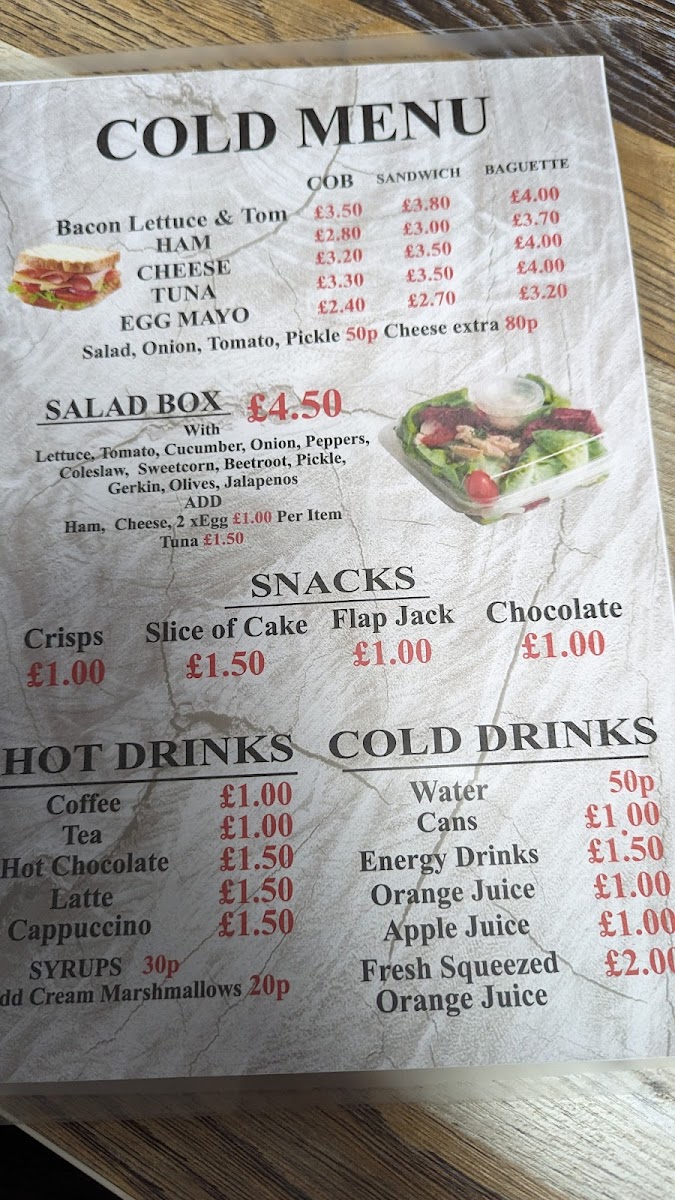 COLD MENU
COB SANDWICH BAGUETTE
Bacon Lettuce & Tom £3.50 £3.80 £4.00
HAM £2.80 £3.00 £3.70
CHEESE £3.20 £3.50 £4.00
TUNA £3.30 £3.50 £4.00
EGG MAYO £2.40 £2.70 £3.20
Salad, Onion, Tomato, Pickle 50p Cheese extra 80p
SALAD BOX £4.50
With
Lettuce, Tomato, Cucumber, Onion, Peppers,
Coleslaw, Sweetcorn, Beetroot, Pickle,
Gerkin, Olives, Jalapenos
ADD
Ham, Cheese, 2 xEgg £1.00 Per Item
Tuna £1.50
SNACKS
Crisps Slice of Cake Flap Jack Chocolate
£1.00 £1.50 £1.00 £1.00
HOT DRINKS
Coffee £1.00
Tea £1.00
Hot Chocolate £1.50
Latte £1.50
Cappuccino £1.50
SYRUPS 30p
dd Cream Marshmallows 20p
COLD DRINKS
Water 50p
Cans £1.00
Energy Drinks £1.50
Orange Juice £1.00
Apple Juice £1.00
Fresh Squeezed £2.00
Orange Juice